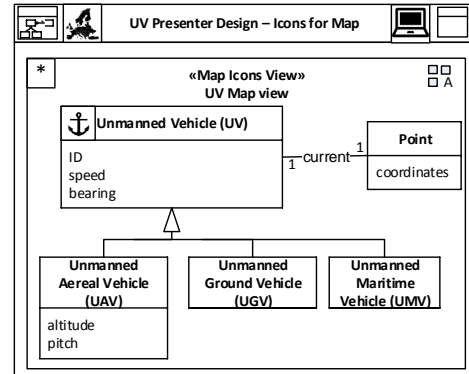 UV Presenter Design – Icons for Map
*
«Map Icons View»
UV Map view
A
Unmanned Vehicle (UV)
ID
speed
bearing
1
current
1
Point
coordinates
Unmanned
Aereal Vehicle
(UAV)
altitude
pitch
Unmanned
Ground Vehicle
(UGV)
Unmanned
Maritime
Vehicle (UMV)